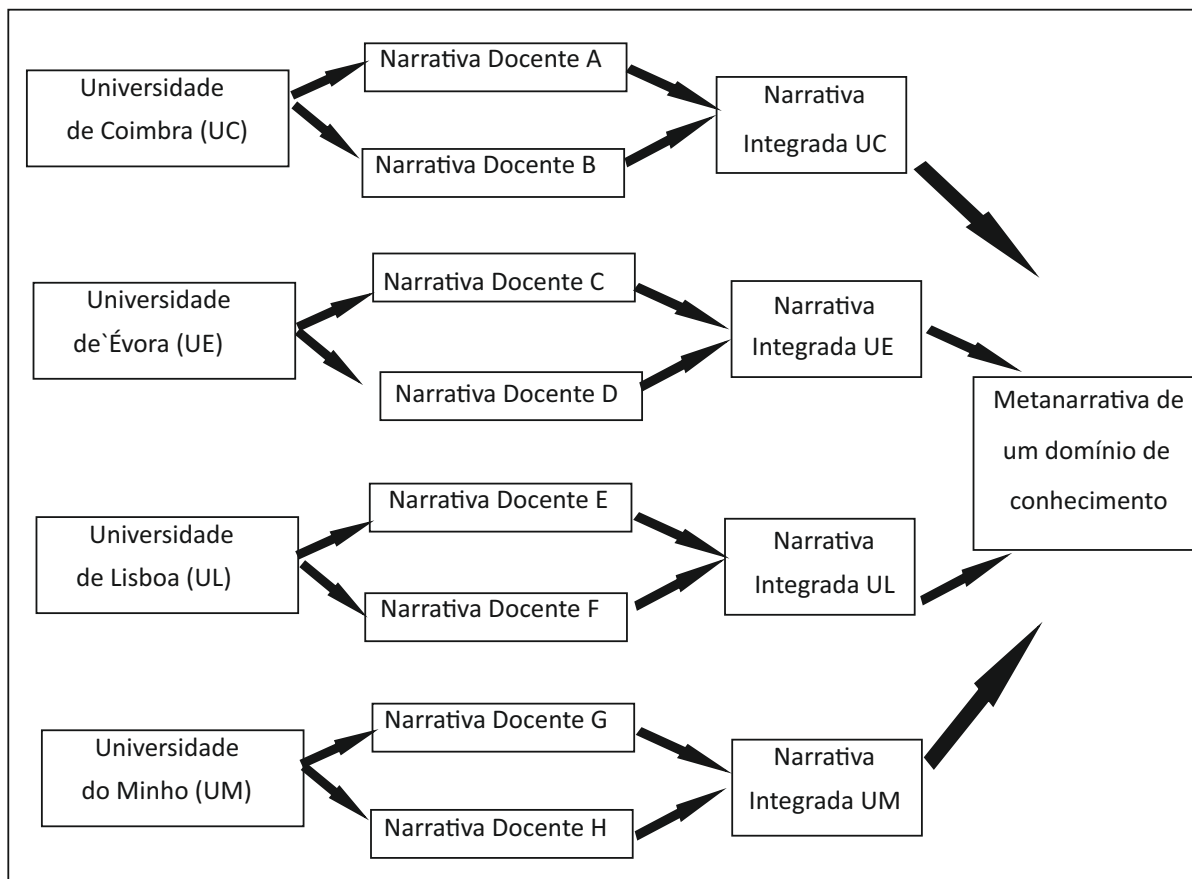 Universidade
de Coimbra (UC)
Narrativa Docente A
Narrativa Docente B
Narrativa
Integrada UC
Universidade
de`Évora (UE)
Narrativa Docente C
Narrativa Docente D
Narrativa
Integrada UE
Universidade
de Lisboa (UL)
Narrativa Docente E
Narrativa Docente F
Narrativa
Integrada UL
Universidade
do Minho (UM)
Narrativa Docente G
Narrativa Docente H
Narrativa
Integrada UM
Metanarrativa de
um domínio de
conhecimento